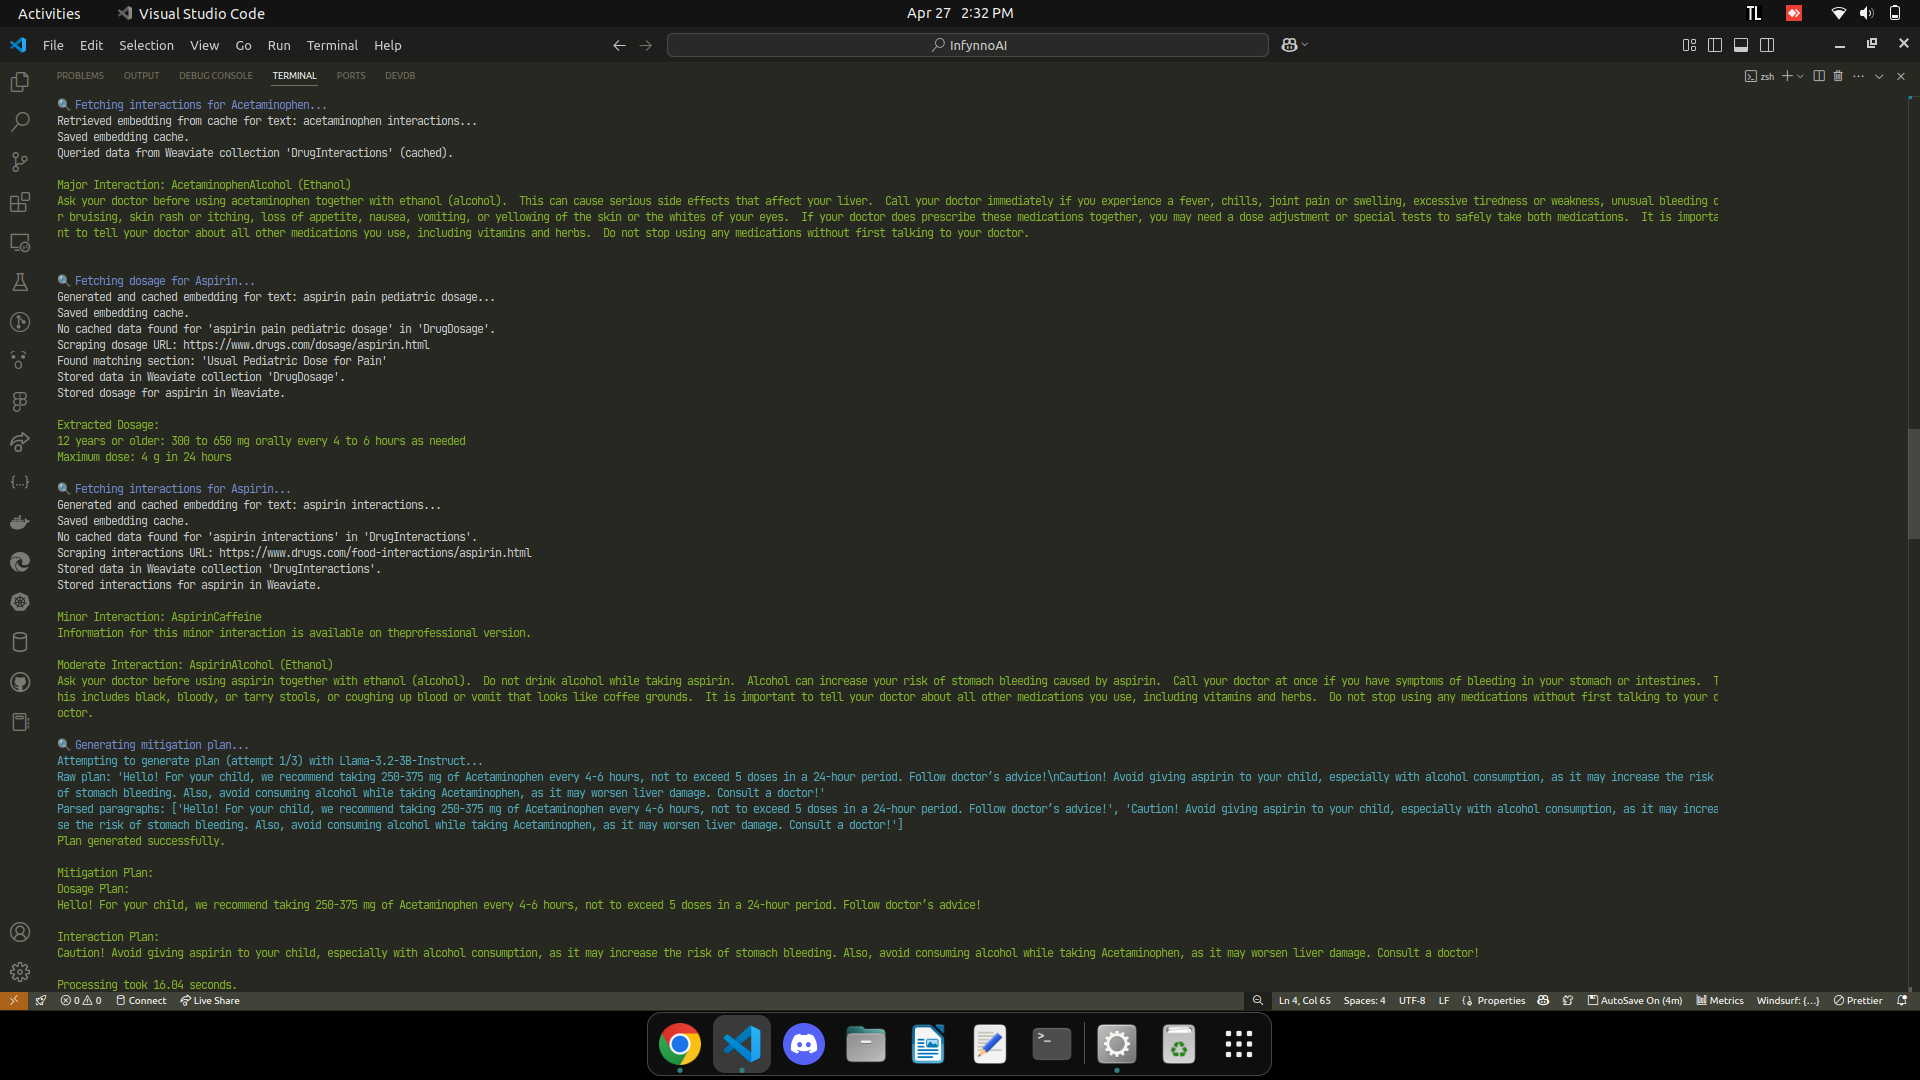 Activities
Visual Studio Code
Apr 27 2:32 PM
TL
File Edit Selection View Go Run Terminal Help
InfynnoAI
PROBLEMS OUTPUT DEBUG CONSOLE TERMINAL PORTS DEVDB
zsh
Fetching interactions for Acetaminophen...
Retrieved embedding from cache for text: acetaminophen interactions...
Saved embedding cache.
Queried data from Weaviate collection 'DrugInteractions' (cached).
Major Interaction: AcetaminophenAlcohol (Ethanol)
Ask your doctor before using acetaminophen together with ethanol (alcohol).  This can cause serious side effects that affect your liver.  Call your doctor immediately if you experience a fever, chills, joint pain or swelling, excessive tiredness or weakness, unusual bleeding o
r bruising, skin rash or itching, loss of appetite, nausea, vomiting, or yellowing of the skin or the whites of your eyes.  If your doctor does prescribe these medications together, you may need a dose adjustment or special tests to safely take both medications.  It is importa
nt to tell your doctor about all other medications you use, including vitamins and herbs.  Do not stop using any medications without first talking to your doctor.
Fetching dosage for Aspirin...
Generated and cached embedding for text: aspirin pain pediatric dosage...
Saved embedding cache.
No cached data found for 'aspirin pain pediatric dosage' in 'DrugDosage'.
Scraping dosage URL: https://www.drugs.com/dosage/aspirin.html
Found matching section: 'Usual Pediatric Dose for Pain'
Stored data in Weaviate collection 'DrugDosage'.
Stored dosage for aspirin in Weaviate.
Extracted Dosage:
12 years or older: 300 to 650 mg orally every 4 to 6 hours as needed
Maximum dose: 4 g in 24 hours
Fetching interactions for Aspirin...
Generated and cached embedding for text: aspirin interactions...
Saved embedding cache.
No cached data found for 'aspirin interactions' in 'DrugInteractions'.
Scraping interactions URL: https://www.drugs.com/food-interactions/aspirin.html
Stored data in Weaviate collection 'DrugInteractions'.
Stored interactions for aspirin in Weaviate.
Minor Interaction: AspirinCaffeine
Information for this minor interaction is available on theprofessional version.
Moderate Interaction: AspirinAlcohol (Ethanol)
Ask your doctor before using aspirin together with ethanol (alcohol).  Do not drink alcohol while taking aspirin.  Alcohol can increase your risk of stomach bleeding caused by aspirin.  Call your doctor at once if you have symptoms of bleeding in your stomach or intestines.  T
his includes black, bloody, or tarry stools, or coughing up blood or vomit that looks like coffee grounds.  It is important to tell your doctor about all other medications you use, including vitamins and herbs.  Do not stop using any medications without first talking to your d
octor.
Generating mitigation plan...
Attempting to generate plan (attempt 1/3) with Llama-3.2-3B-Instruct...
Raw plan: 'Hello! For your child, we recommend taking 250-375 mg of Acetaminophen every 4-6 hours, not to exceed 5 doses in a 24-hour period. Follow doctor’s advice!\nCaution! Avoid giving aspirin to your child, especially with alcohol consumption, as it may increase the risk
of stomach bleeding. Also, avoid consuming alcohol while taking Acetaminophen, as it may worsen liver damage. Consult a doctor!'
Parsed paragraphs: ['Hello! For your child, we recommend taking 250-375 mg of Acetaminophen every 4-6 hours, not to exceed 5 doses in a 24-hour period. Follow doctor’s advice!', 'Caution! Avoid giving aspirin to your child, especially with alcohol consumption, as it may increa
se the risk of stomach bleeding. Also, avoid consuming alcohol while taking Acetaminophen, as it may worsen liver damage. Consult a doctor!']
Plan generated successfully.
Mitigation Plan:
Dosage Plan:
Hello! For your child, we recommend taking 250-375 mg of Acetaminophen every 4-6 hours, not to exceed 5 doses in a 24-hour period. Follow doctor’s advice!
Interaction Plan:
Caution! Avoid giving aspirin to your child, especially with alcohol consumption, as it may increase the risk of stomach bleeding. Also, avoid consuming alcohol while taking Acetaminophen, as it may worsen liver damage. Consult a doctor!
Processing took 16.04 seconds.
0 0 Connect Live Share Ln 4, Col 65 Spaces: 4 UTF-8 LF Properties AutoSave On (4m) Metrics Windsurf: {...} Prettier